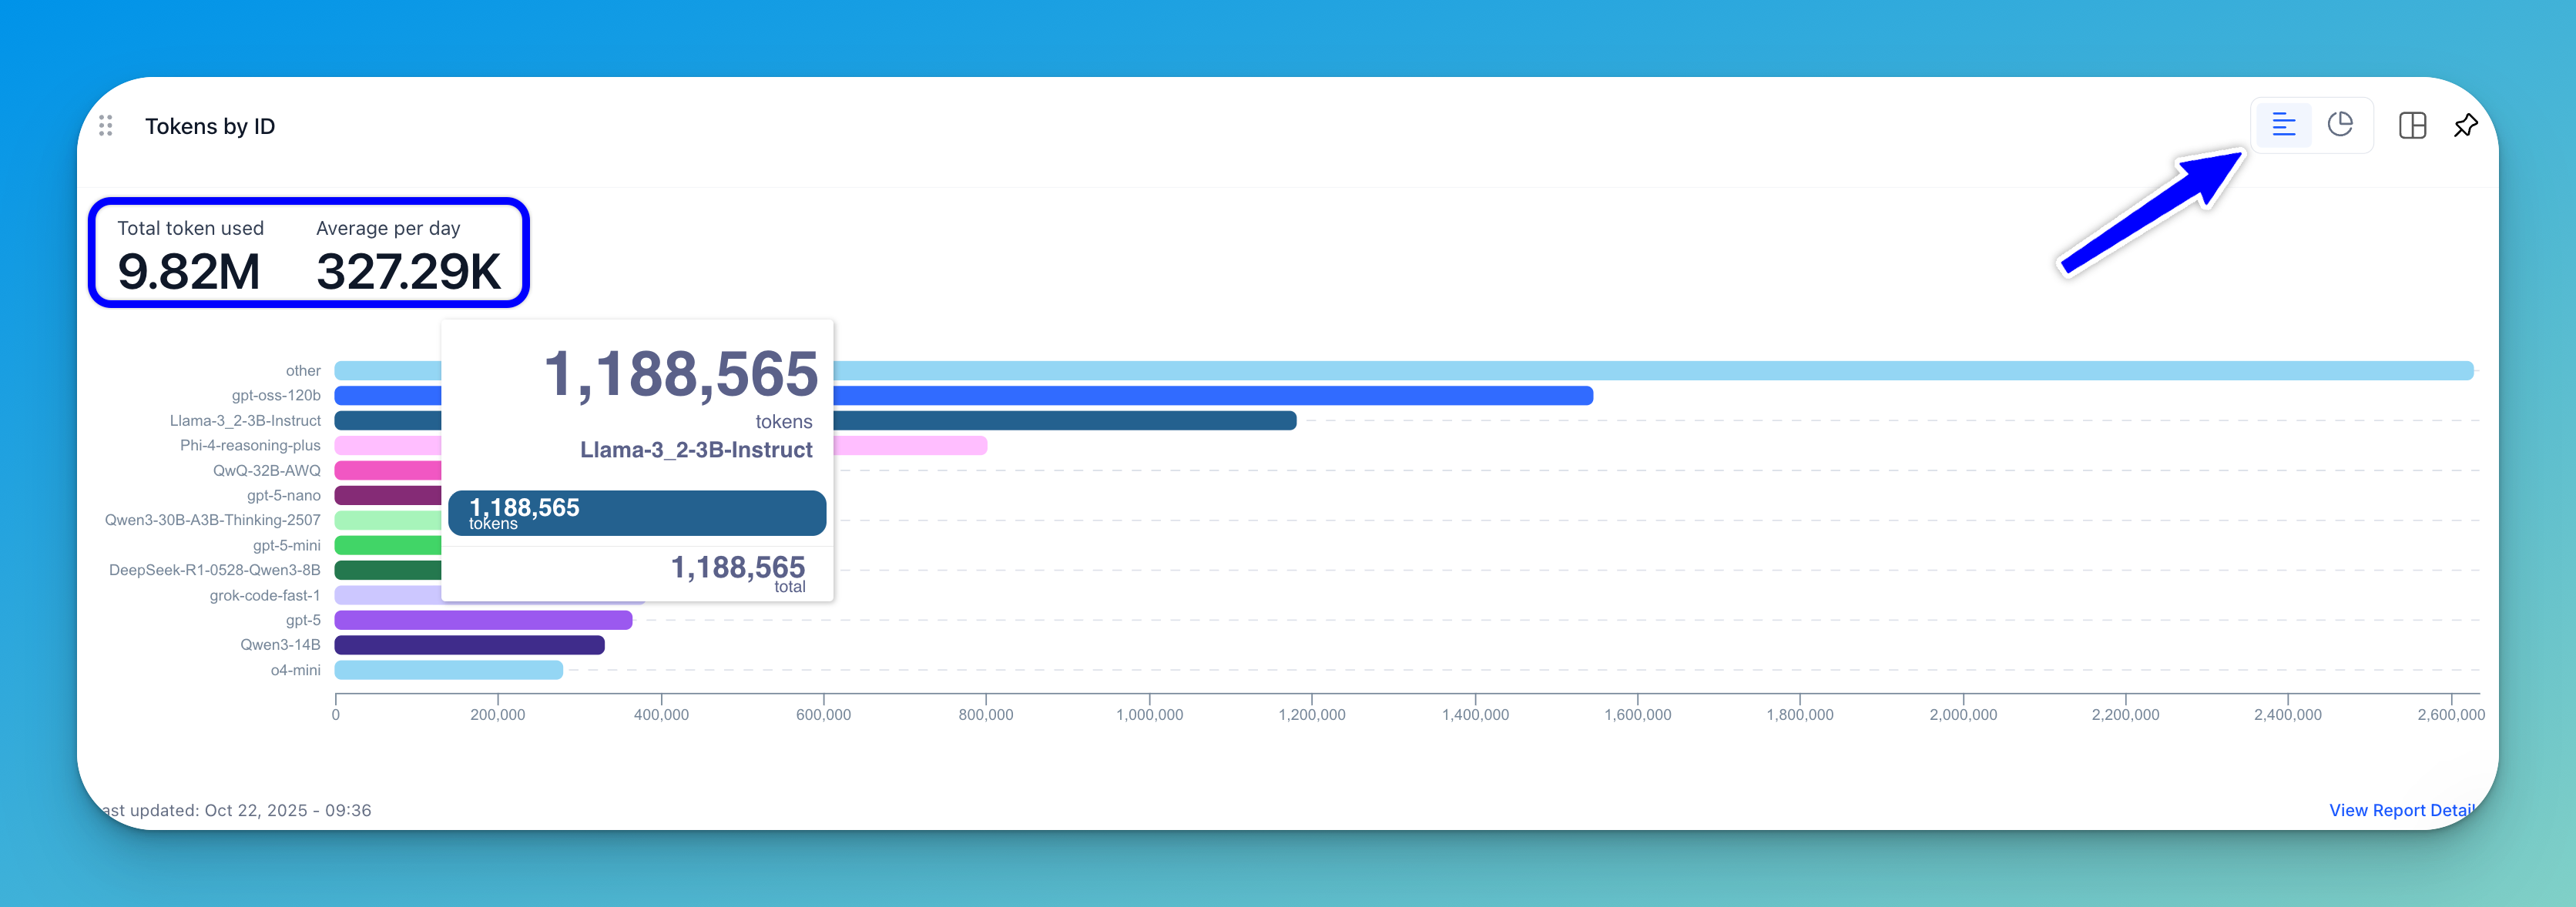 Tokens by ID
Total token used
Average per day
9.82M
327.29K
1,188,565
tokens
Llama-3_2-3B-Instruct
1,188,565
tokens
1,188,565
total
other
gpt-oss-120b
Llama-3_2-3B-Instruct
Phi-4-reasoning-plus
QwQ-32B-AWQ
gpt-5-nano
Qwen3-30B-A3B-Thinking-2507
gpt-5-mini
DeepSeek-R1-0528-Qwen3-8B
grok-code-fast-1
gpt-5
Qwen3-14B
o4-mini
0 200,000 400,000 600,000 800,000 1,000,000 1,200,000 1,400,000 1,600,000 1,800,000 2,000,000 2,200,000 2,400,000 2,600,000
ast updated: Oct 22, 2025 - 09:36
View Report Detail